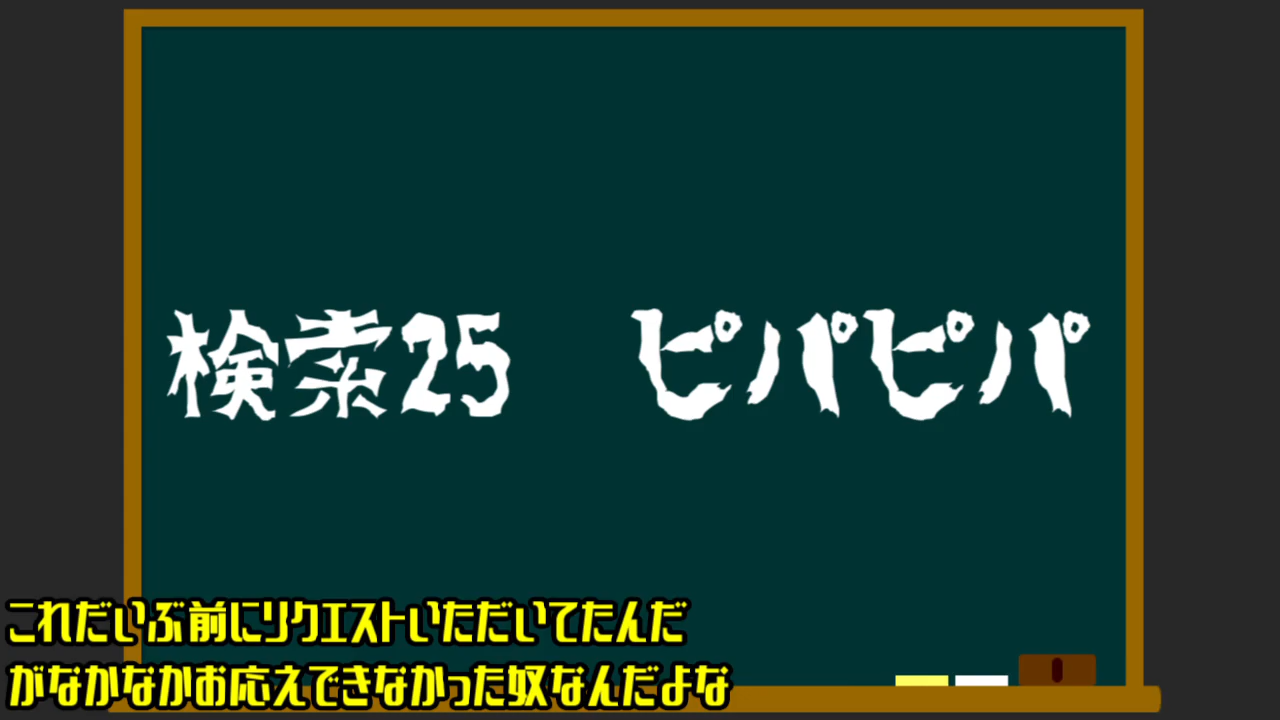 検索25　ピパピパ
これだいぶ前にリクエストいただいてたんだ
がなかなかお応えできなかった奴なんだよな